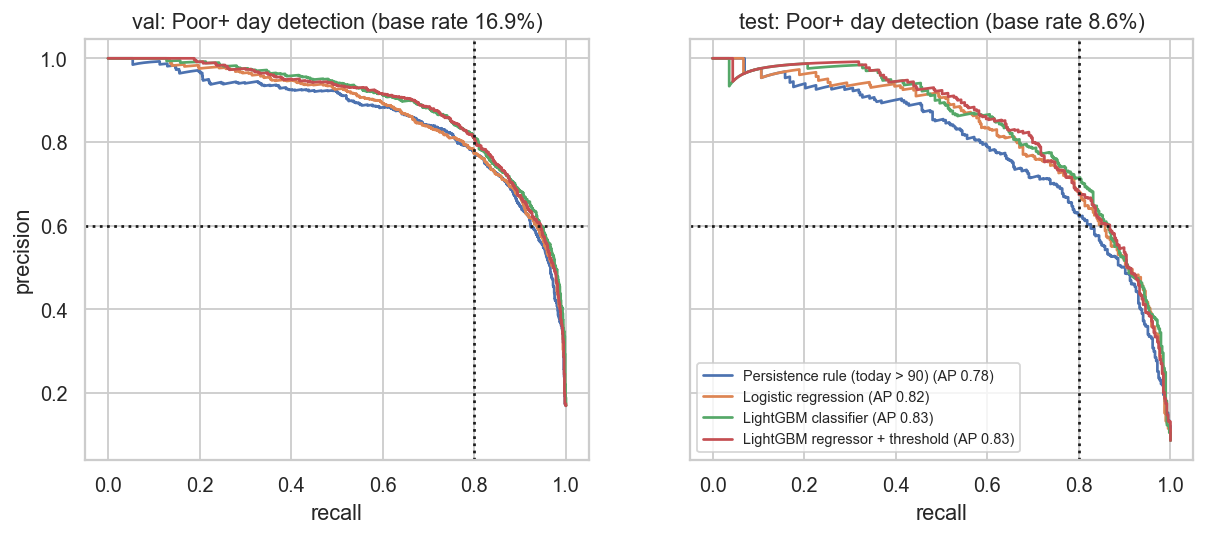 val: Poor+ day detection (base rate 16.9%)
precision
1.0
0.8
0.6
0.4
0.2
0.0 0.2 0.4 0.6 0.8 1.0
recall
test: Poor+ day detection (base rate 8.6%)
Persistence rule (today > 90) (AP 0.78)
Logistic regression (AP 0.82)
LightGBM classifier (AP 0.83)
LightGBM regressor + threshold (AP 0.83)
0.0 0.2 0.4 0.6 0.8 1.0
recall